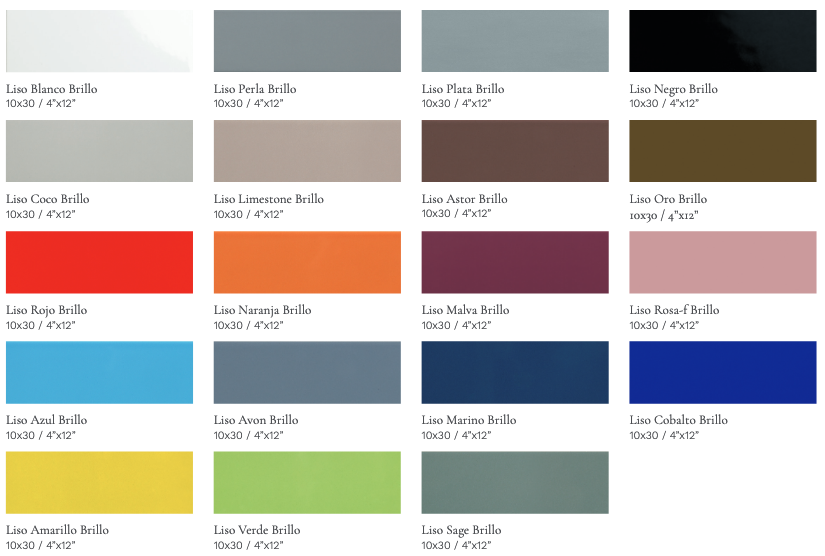 Liso Blanco Brillo
10x30 / 4"x12"
Liso Perla Brillo
10x30 / 4"x12"
Liso Plata Brillo
10x30 / 4"x12"
Liso Negro Brillo
10x30 / 4"x12"
Liso Coco Brillo
10x30 / 4"x12"
Liso Limestone Brillo
10x30 / 4"x12"
Liso Astor Brillo
10x30 / 4"x12"
Liso Oro Brillo
10x30 / 4"x12"
Liso Rojo Brillo
10x30 / 4"x12"
Liso Naranja Brillo
10x30 / 4"x12"
Liso Malva Brillo
10x30 / 4"x12"
Liso Rosa-f Brillo
10x30 / 4"x12"
Liso Azul Brillo
10x30 / 4"x12"
Liso Avon Brillo
10x30 / 4"x12"
Liso Marino Brillo
10x30 / 4"x12"
Liso Cobalto Brillo
10x30 / 4"x12"
Liso Amarillo Brillo
10x30 / 4"x12"
Liso Verde Brillo
10x30 / 4"x12"
Liso Sage Brillo
10x30 / 4"x12"